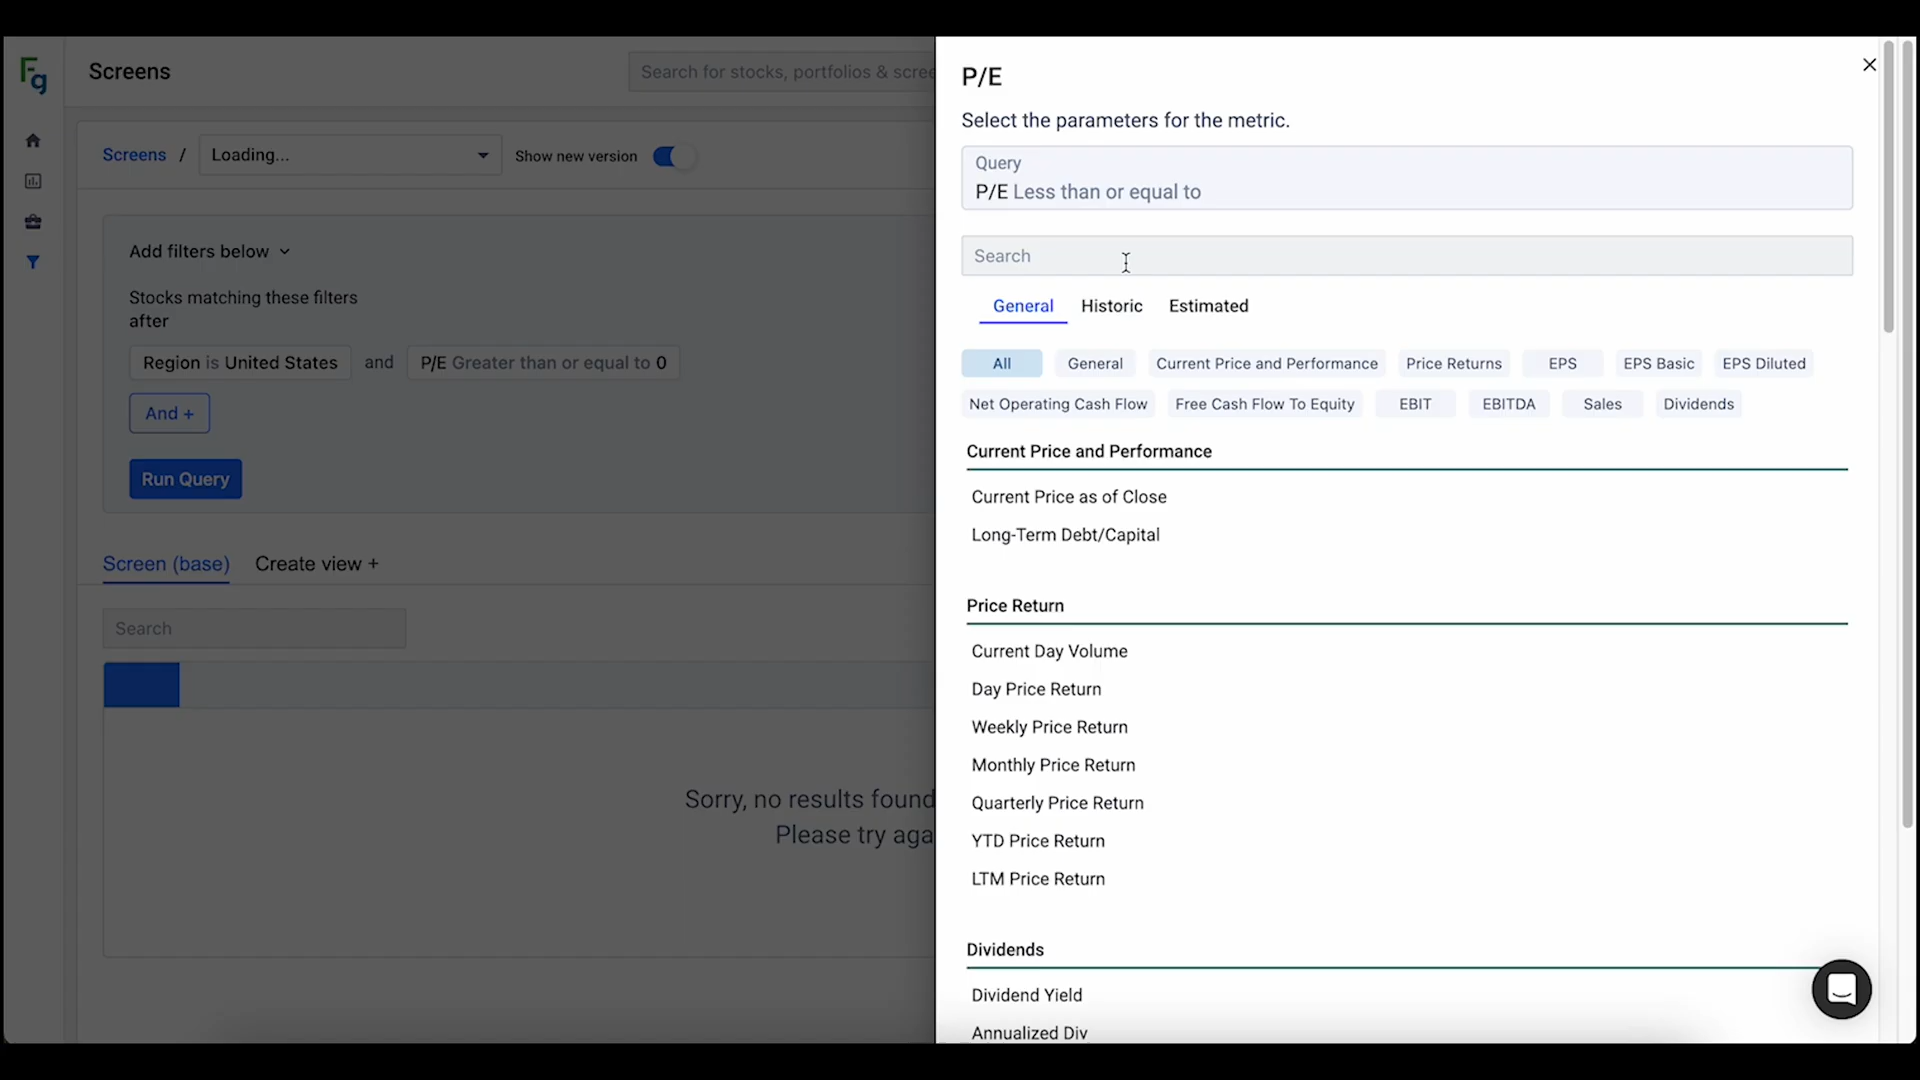 Fg
Screens
Search for stocks, portfolios & scree
Screens / Loading...
Show new version
Add filters below
Stocks matching these filters
after
Region is United States
and
P/E Greater than or equal to 0
And +
Run Query
Screen (base)
Create view +
Search
Sorry, no results found
Please try aga
P/E
Select the parameters for the metric.
Query
P/E Less than or equal to
Search
General Historic Estimated
All General Current Price and Performance Price Returns EPS EPS Basic EPS Diluted
Net Operating Cash Flow Free Cash Flow To Equity EBIT EBITDA Sales Dividends
Current Price and Performance
Current Price as of Close
Long-Term Debt/Capital
Price Return
Current Day Volume
Day Price Return
Weekly Price Return
Monthly Price Return
Quarterly Price Return
YTD Price Return
LTM Price Return
Dividends
Dividend Yield
Annualized Div